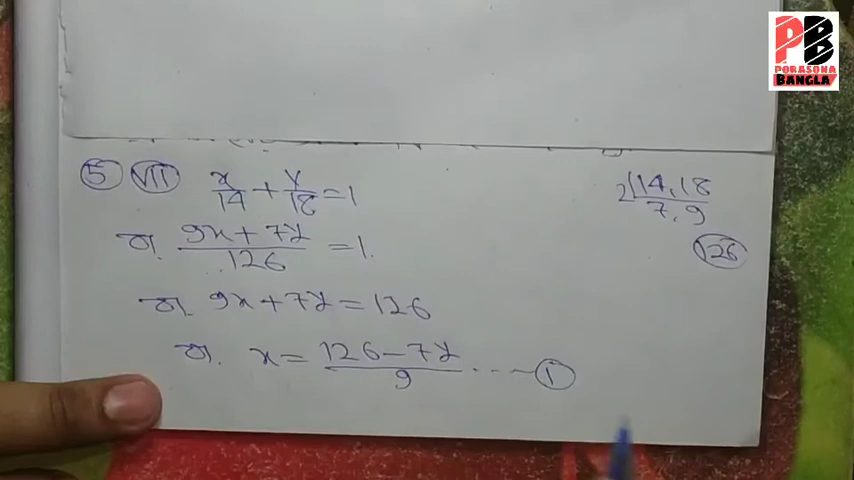 PB
PORASONA
BANGLA
5 VII x/14 + y/18 = 1
2 | 14, 18
7, 9
126
বা, (9x + 7y)/126 = 1.
বা, 9x + 7y = 126
বা, x = (126 - 7y)/9 ---- (1)